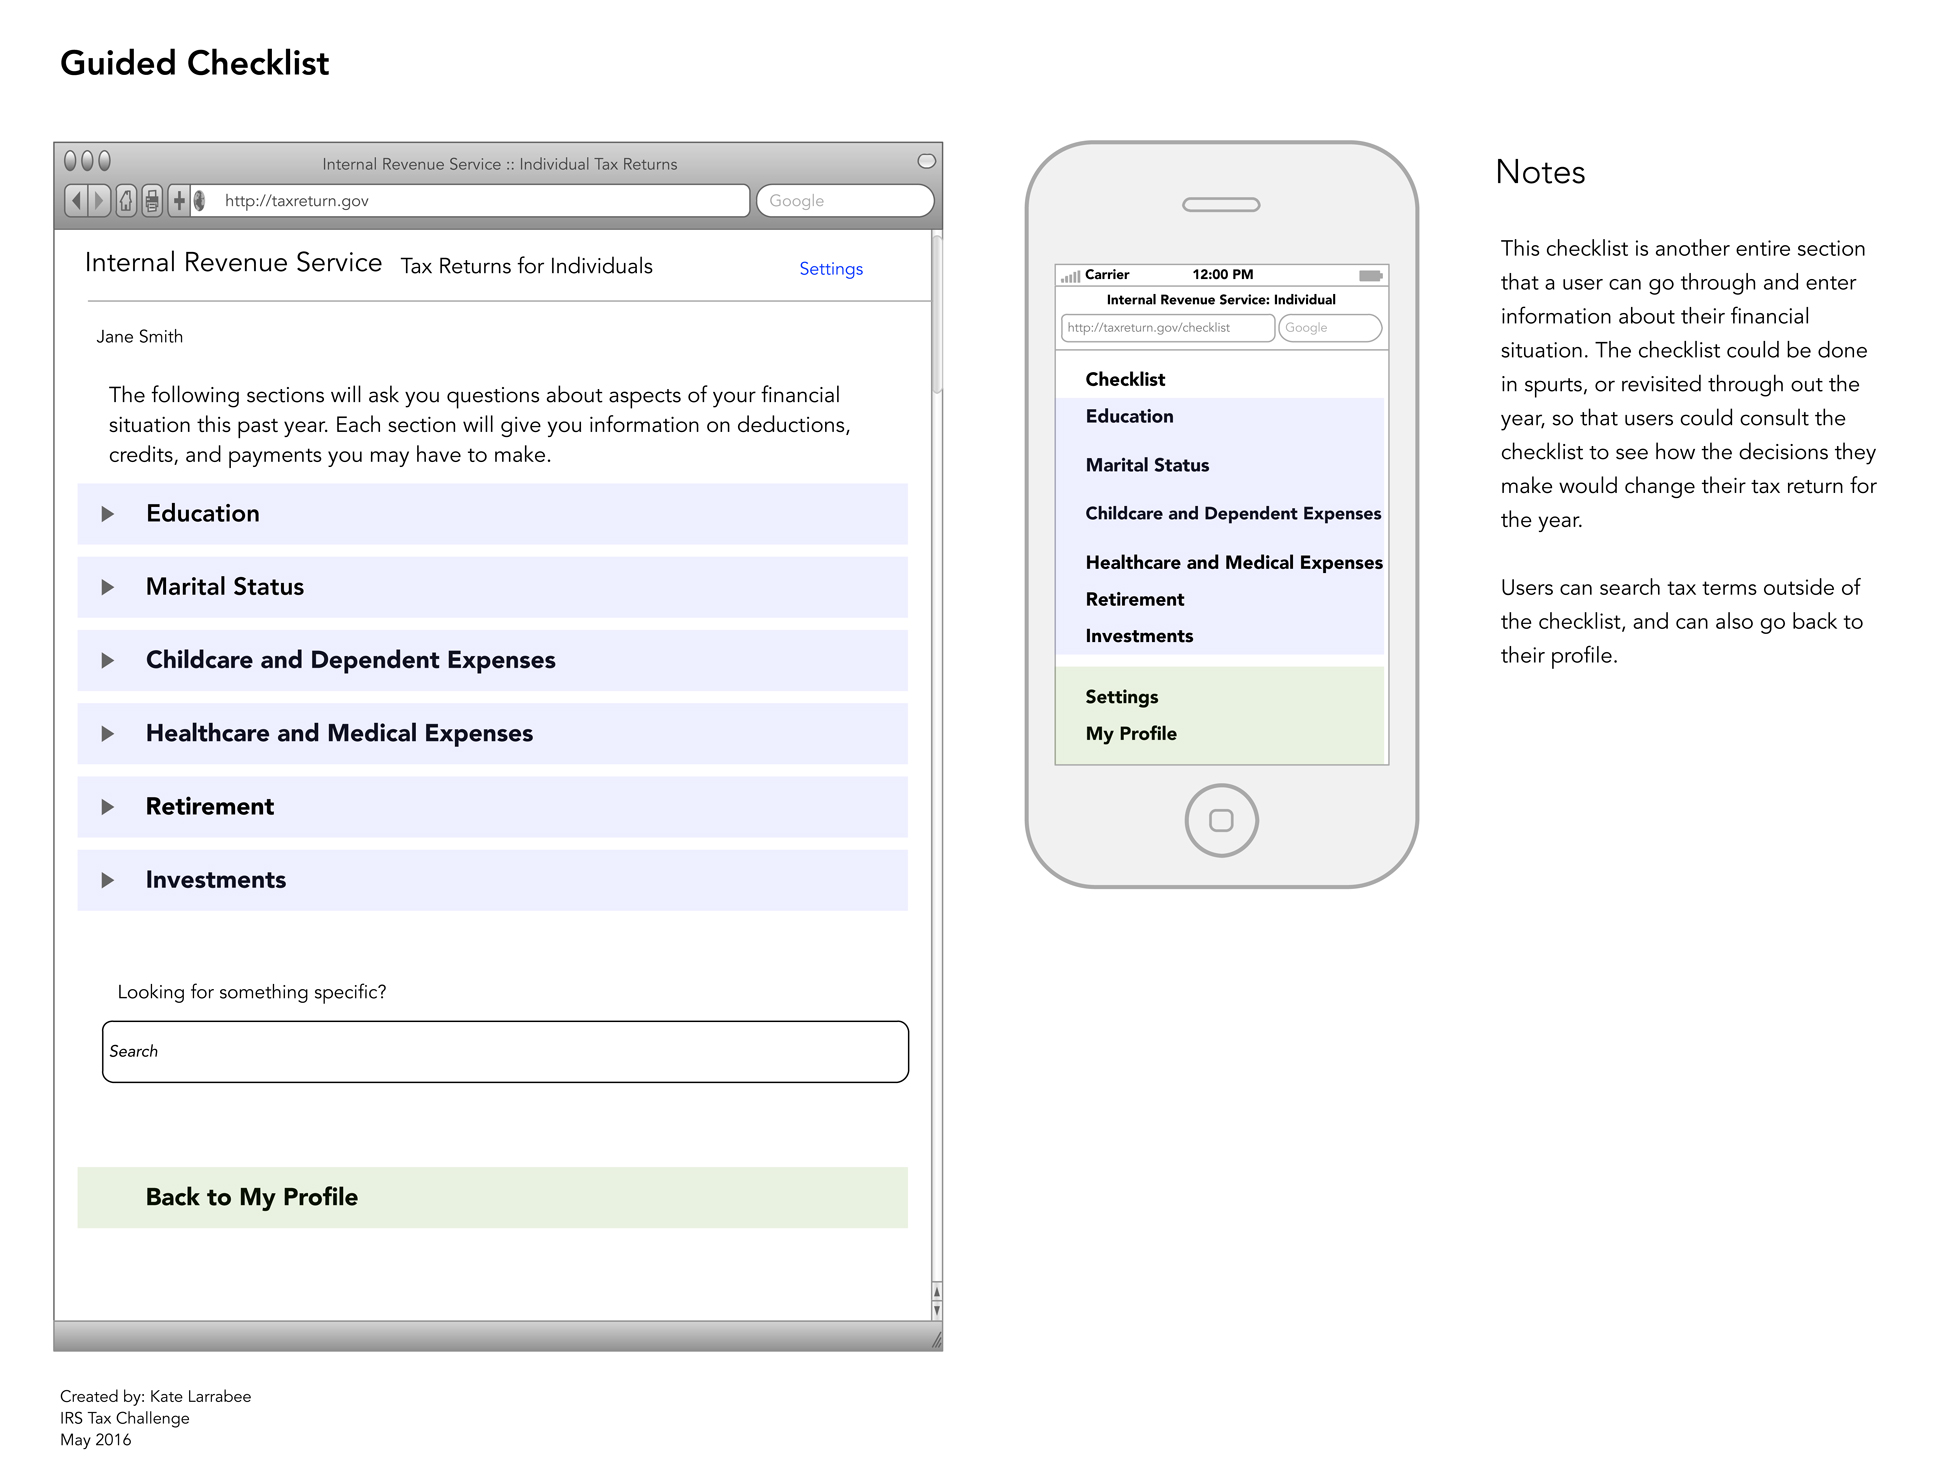 Guided Checklist
Internal Revenue Service :: Individual Tax Returns
http://taxreturn.gov
Google
Internal Revenue Service Tax Returns for Individuals Settings
Jane Smith
The following sections will ask you questions about aspects of your financial
situation this past year. Each section will give you information on deductions,
credits, and payments you may have to make.
Education
Marital Status
Childcare and Dependent Expenses
Healthcare and Medical Expenses
Retirement
Investments
Looking for something specific?
Search
Back to My Profile
Carrier 12:00 PM
Internal Revenue Service: Individual
http://taxreturn.gov/checklist Google
Checklist
Education
Marital Status
Childcare and Dependent Expenses
Healthcare and Medical Expenses
Retirement
Investments
Settings
My Profile
Notes
This checklist is another entire section
that a user can go through and enter
information about their financial
situation. The checklist could be done
in spurts, or revisited through out the
year, so that users could consult the
checklist to see how the decisions they
make would change their tax return for
the year.
Users can search tax terms outside of
the checklist, and can also go back to
their profile.
Created by: Kate Larrabee
IRS Tax Challenge
May 2016